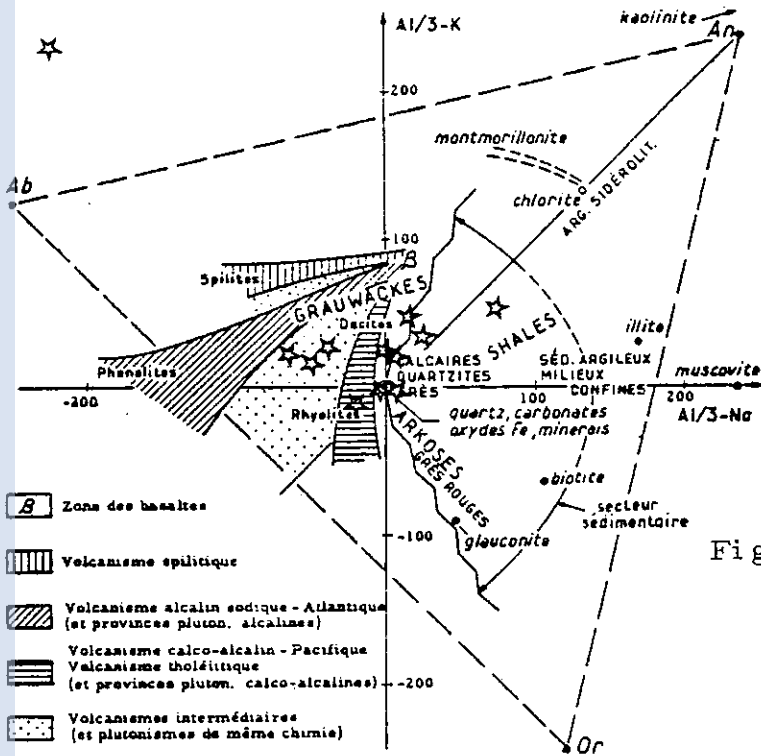 kaolinite
Al/3-K
An
200
montmorillonite
Ab
chlorite
ARG. SIDÉROLIT.
100
β
Spilites
GRAUWACKES
Dacites
SHALES
illite
CALCAIRES
SÉD. ARGILEUX
QUARTZITES
MILIEUX
muscovite
Phenolites
GRÈS
CONFINES
-200
100
200
Al/3-Na
Rhyolites
quartz, carbonates
oxydes Fe, minerais
ARKOSES
GRÈS ROUGES
biotite
secteur
sédimentaire
β Zone des basaltes
-100
glauconite
Fig
Volcanisme spilitique
Volcanisme alcalin sodique - Atlantique
(et provinces pluton. alcalines)
Volcanisme calco-alcalin - Pacifique
Volcanisme tholéiitique
(et provinces pluton. calco-alcalines)
-200
Volcanismes intermédiaires
(et plutonismes de même chimie)
Or